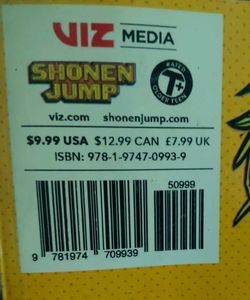 VIZ MEDIA
SHONEN
JUMP
RATED
T+
OLDER TEEN
viz.com shonenjump.com
$9.99 USA $12.99 CAN £7.99 UK
ISBN: 978-1-9747-0993-9
50999
9 781974 709939